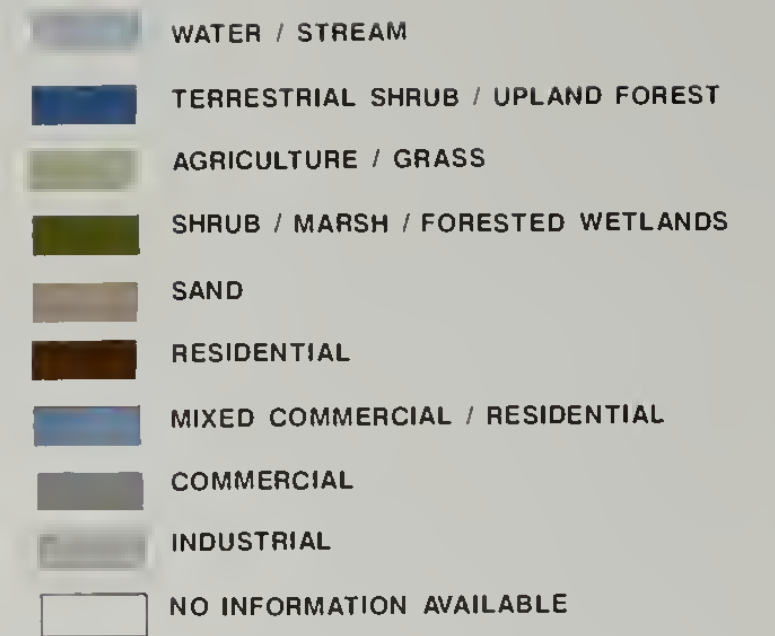 WATER / STREAM
TERRESTRIAL SHRUB / UPLAND FOREST
AGRICULTURE / GRASS
SHRUB / MARSH / FORESTED WETLANDS
SAND
RESIDENTIAL
MIXED COMMERCIAL / RESIDENTIAL
COMMERCIAL
INDUSTRIAL
NO INFORMATION AVAILABLE